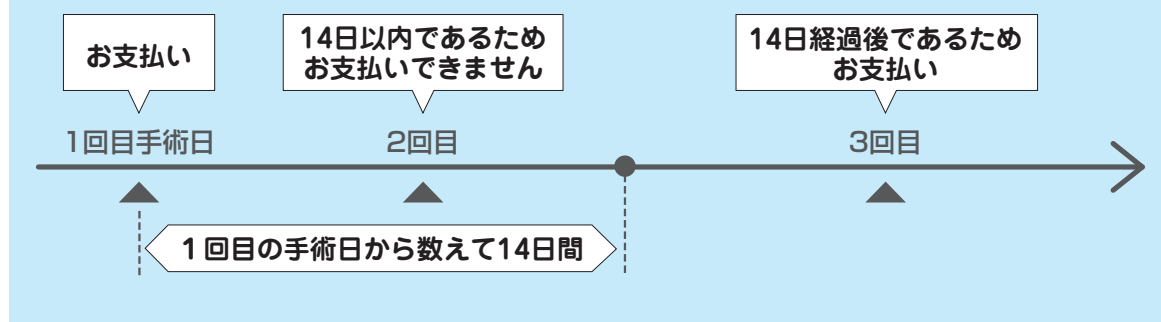 お支払い
14日以内であるため
お支払いできません
14日経過後であるため
お支払い
1回目手術日
2回目
3回目
1回目の手術日から数えて14日間